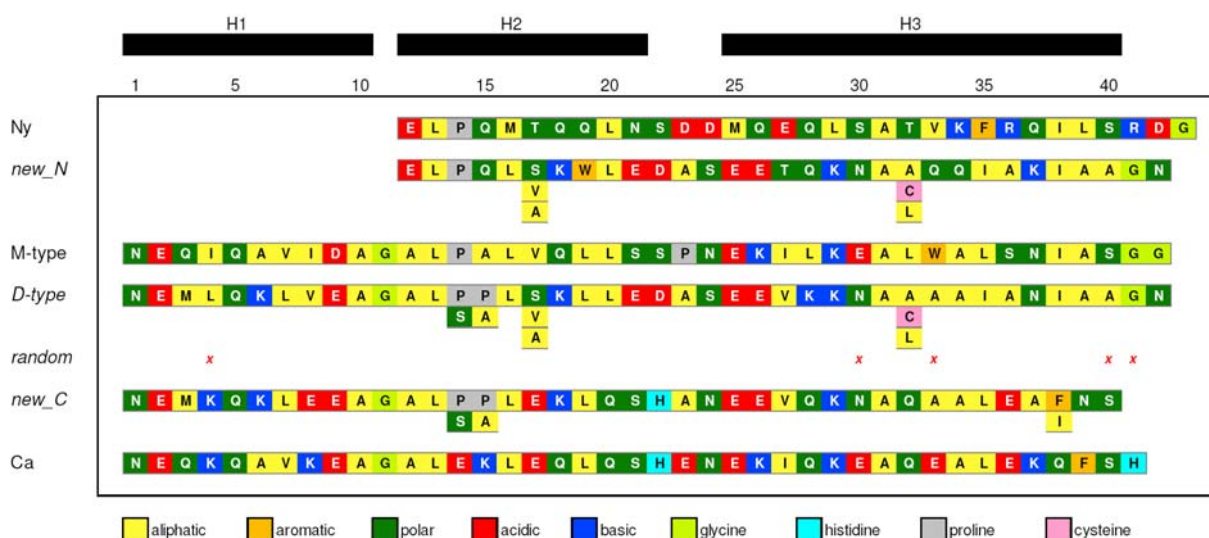 H1 H2 H3
1 5 10 15 20 25 30 35 40
Ny E L P Q M T Q Q L N S D D M Q E Q L S A T V K F R Q I L S R D G
new_N E L P Q L S K W L E D A S E E T Q K N A A Q Q I A K I A A G N
V C
A L
M-type N E Q I Q A V I D A G A L P A L V Q L L S S P N E K I L K E A L W A L S N I A S G G
D-type N E M L Q K L V E A G A L P P L S K L L E D A S E E V K K N A A A A I A N I A A G N
S A V C
A L
random x x x x x
new_C N E M K Q K L E E A G A L P P L E K L Q S H A N E E V Q K N A Q A A L E A F N S
S A I
Ca N E Q K Q A V K E A G A L E K L E Q L Q S H E N E K I Q K E A Q E A L E K Q F S H
aliphatic aromatic polar acidic basic glycine histidine proline cysteine